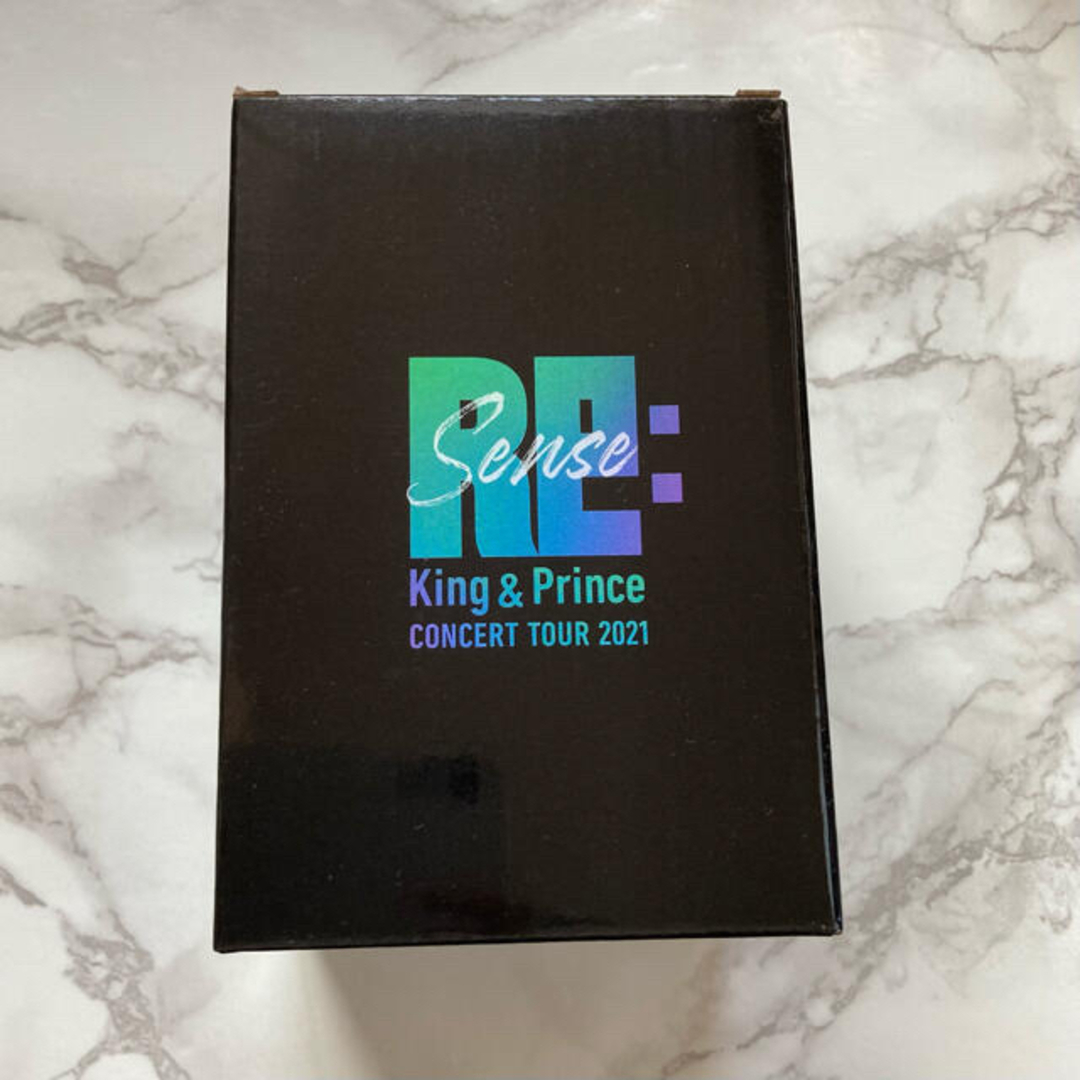 RE:
Sense
King & Prince
CONCERT TOUR 2021